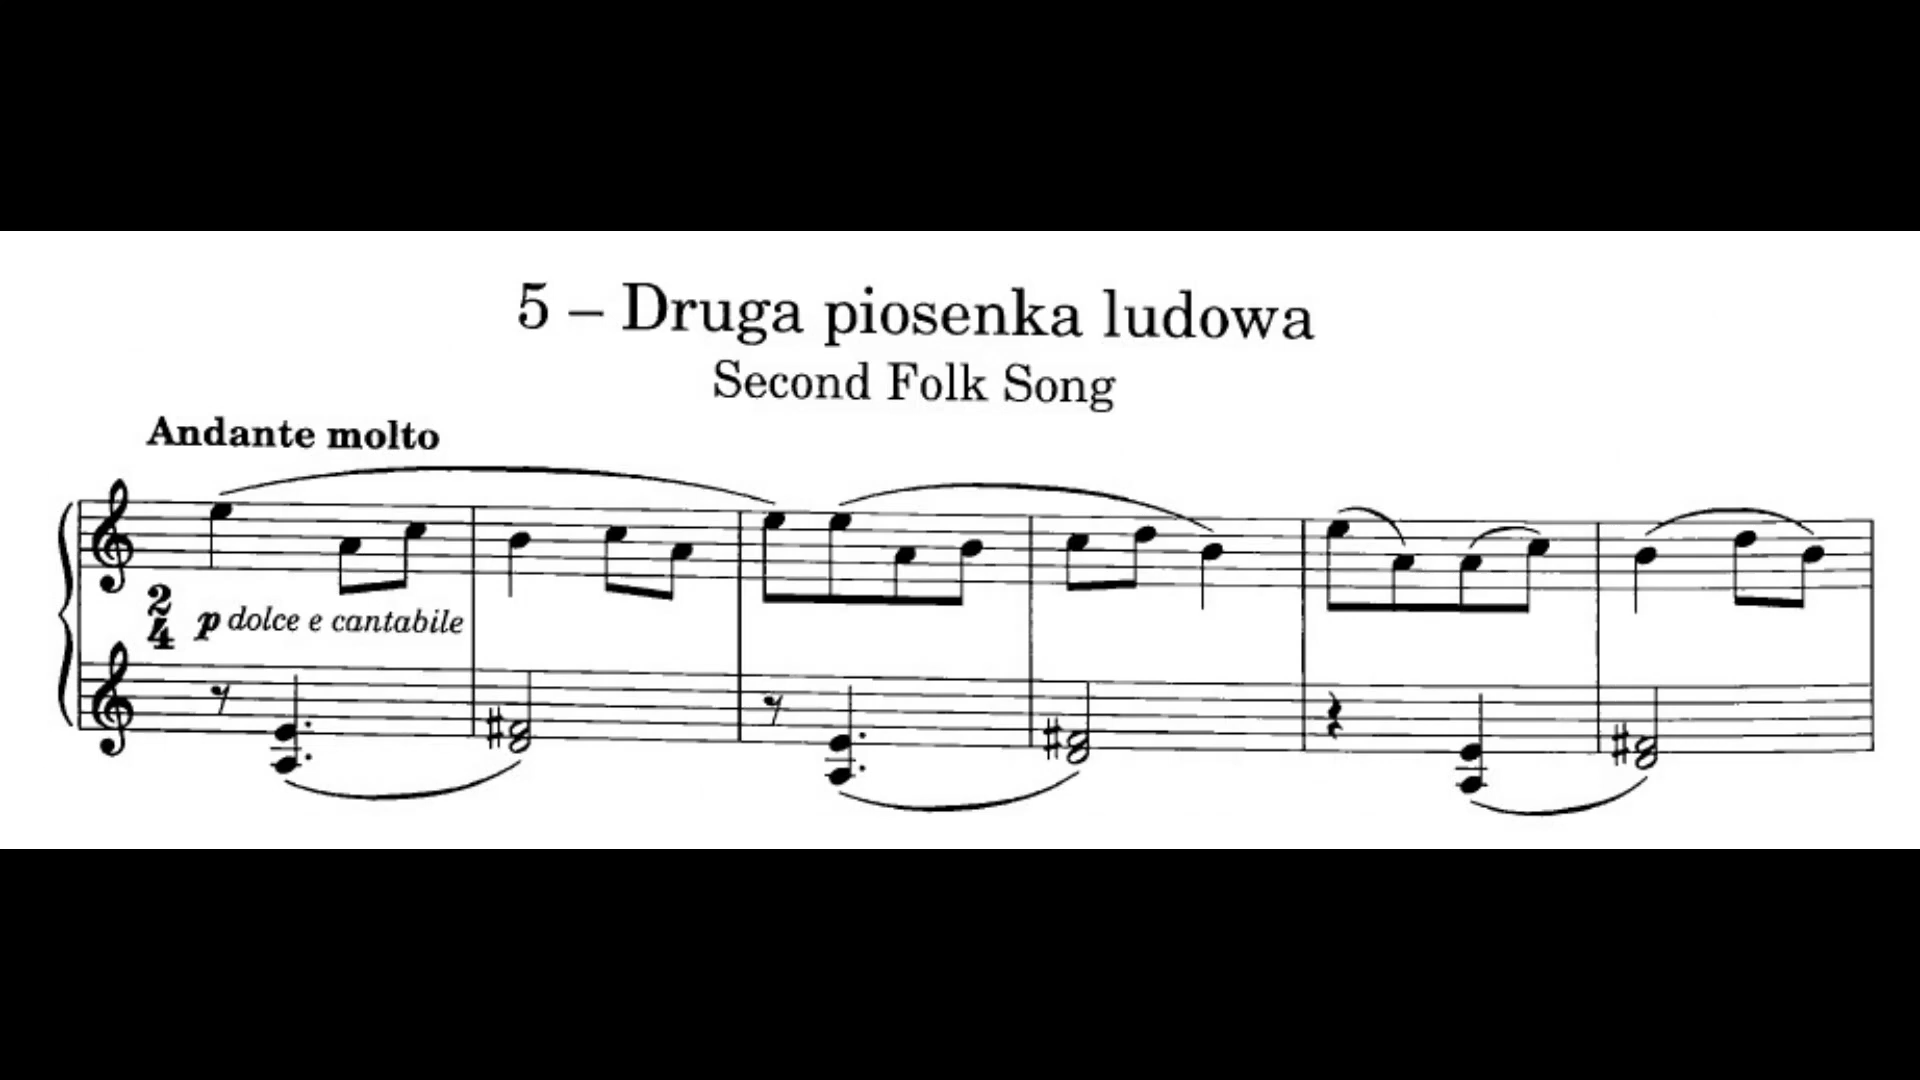 5 – Druga piosenka ludowa
Second Folk Song
Andante molto
2
4
p dolce e cantabile